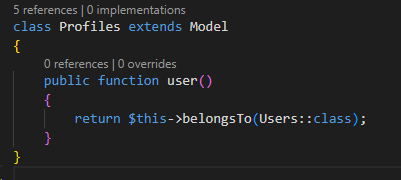 5 references | 0 implementations
class Profiles extends Model
{
0 references | 0 overrides
public function user()
{
return $this->belongsTo(Users::class);
}
}